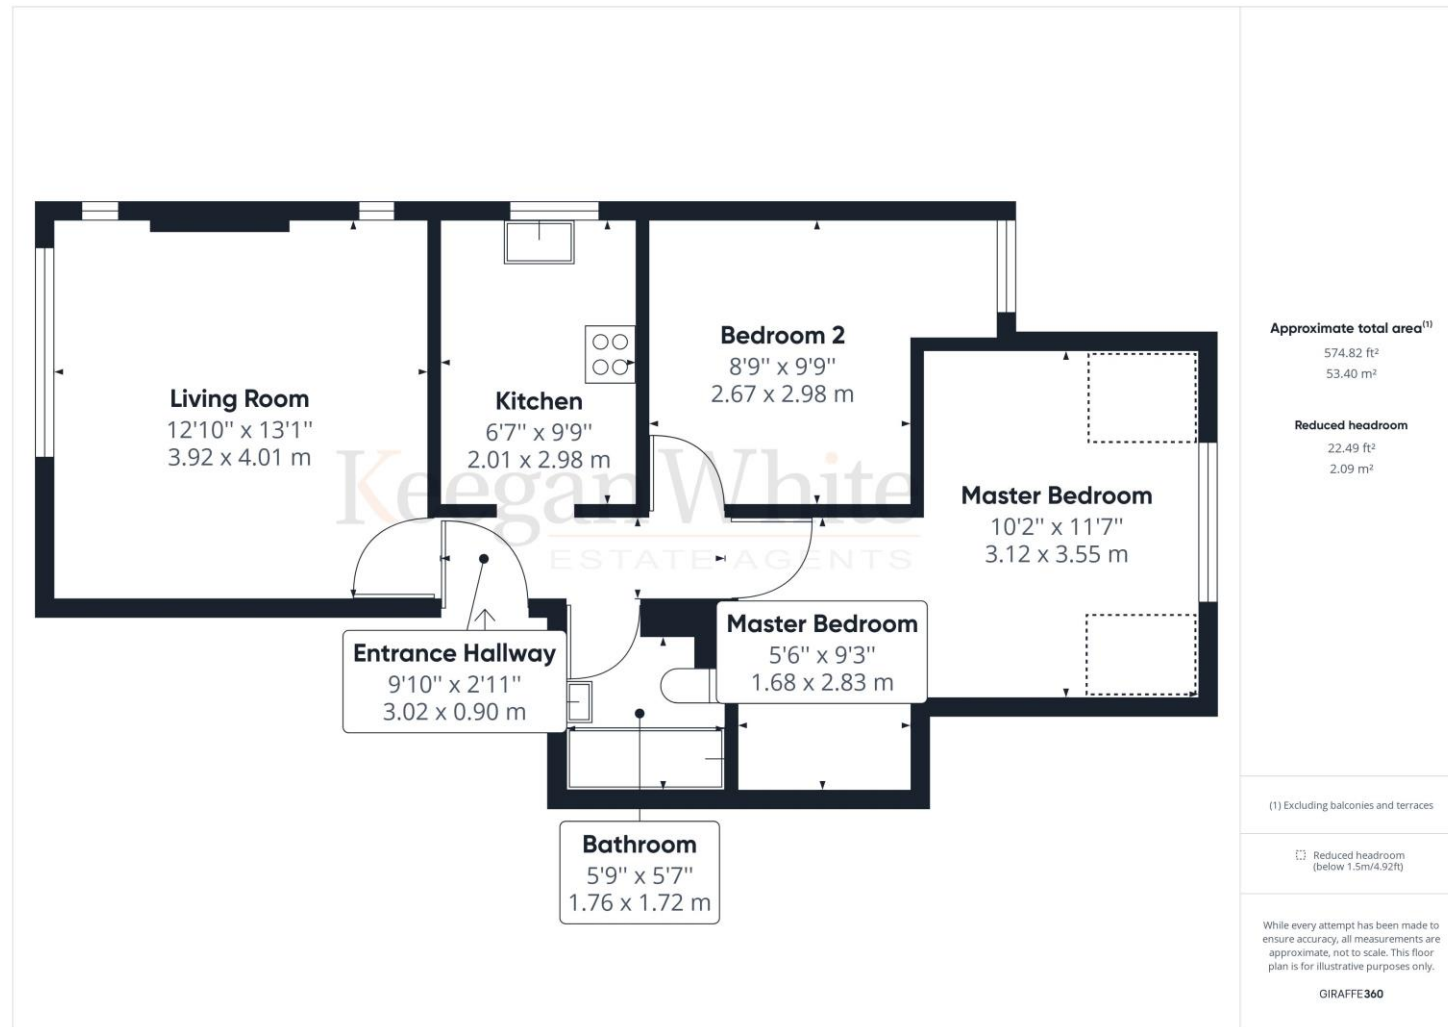 Living Room
12'10" x 13'1"
3.92 x 4.01 m
Kitchen
6'7" x 9'9"
2.01 x 2.98 m
Bedroom 2
8'9" x 9'9"
2.67 x 2.98 m
Master Bedroom
10'2" x 11'7"
3.12 x 3.55 m
KeeganWhite
ESTATE AGENTS
Entrance Hallway
9'10" x 2'11"
3.02 x 0.90 m
Master Bedroom
5'6" x 9'3"
1.68 x 2.83 m
Bathroom
5'9" x 5'7"
1.76 x 1.72 m
Approximate total area(1)
574.82 ft²
53.40 m²
Reduced headroom
22.49 ft²
2.09 m²
(1) Excluding balconies and terraces
Reduced headroom
(below 1.5m/4.92ft)
While every attempt has been made to
ensure accuracy, all measurements are
approximate, not to scale. This floor
plan is for illustrative purposes only.
GIRAFFE360